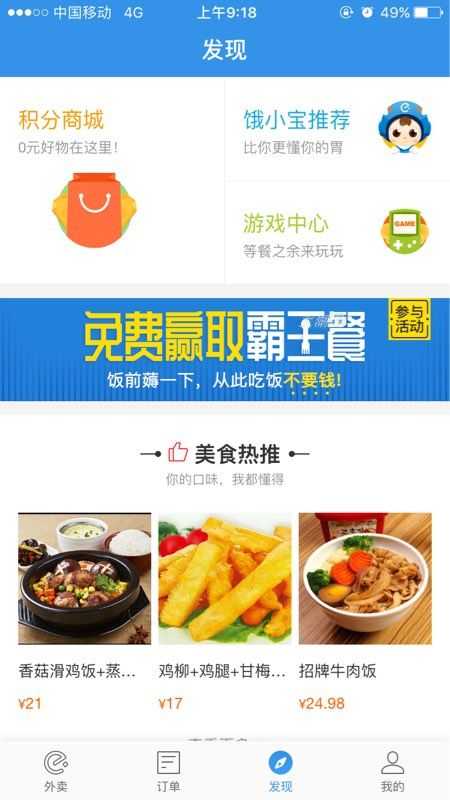 中国移动 4G 上午9:18 49%
发现
积分商城
0元好物在这里!
饿小宝推荐
比你更懂你的胃
游戏中心
等餐之余来玩玩
GAME
免费赢取霸王餐
参与
活动
饭前薅一下，从此吃饭不要钱!
美食热推
你的口味，我都懂得
香菇滑鸡饭+蒸…
鸡柳+鸡腿+甘梅…
招牌牛肉饭
¥21
¥17
¥24.98
外卖
订单
发现
我的